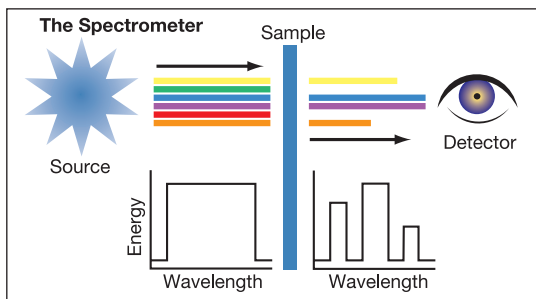 The Spectrometer
Sample
Source
Detector
Energy
Wavelength
Wavelength